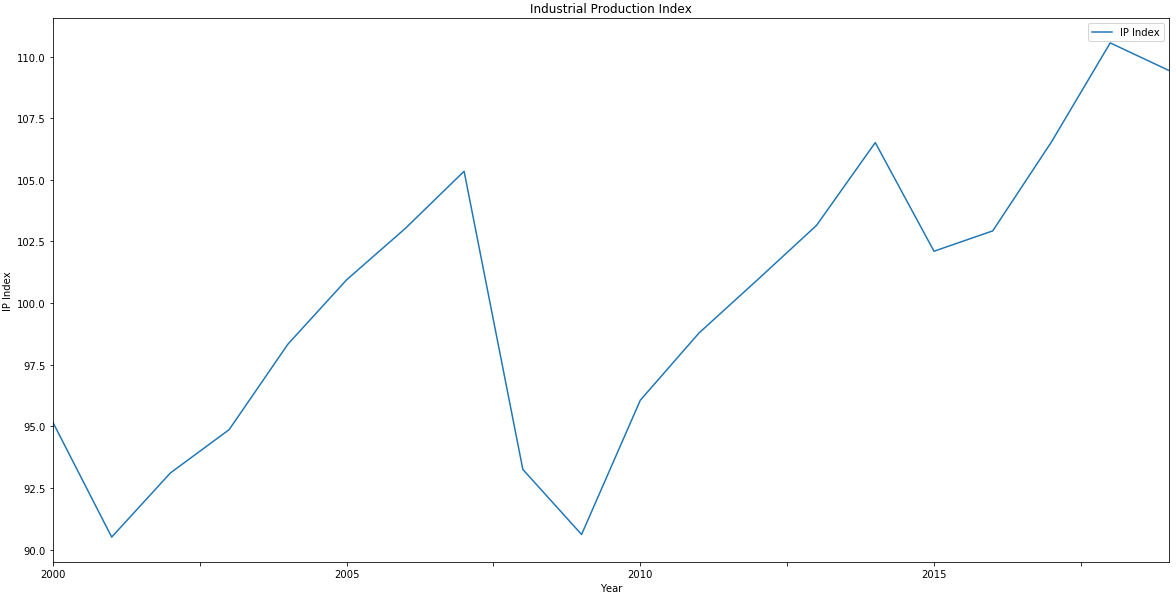 Industrial Production Index
IP Index
110.0
107.5
105.0
102.5
100.0
97.5
95.0
92.5
90.0
IP Index
2000 2005 2010 2015
Year